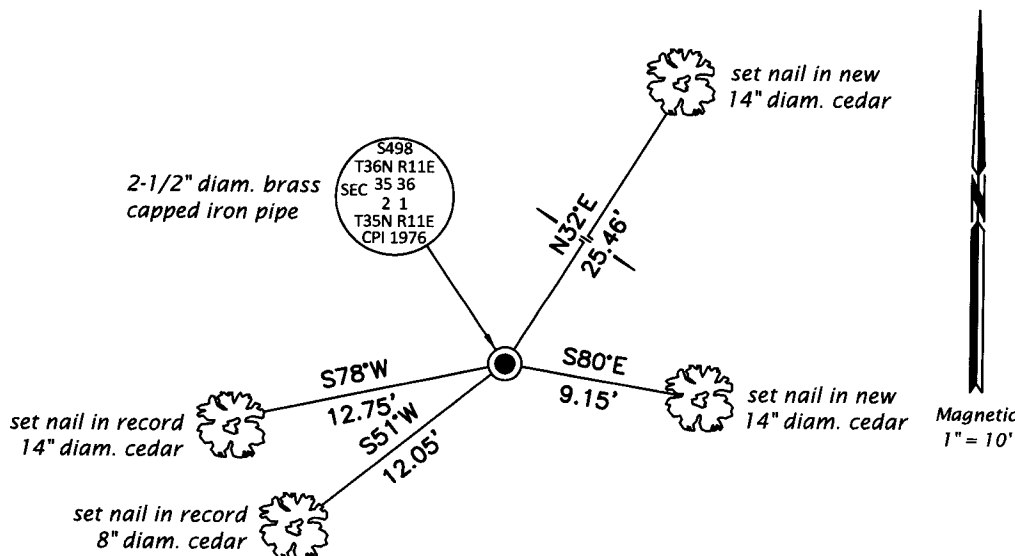 set nail in new
14" diam. cedar
S498
T36N R11E
SEC 35 36
2 1
T35N R11E
CPI 1976
2-1/2" diam. brass
capped iron pipe
N32°E
25.46'
N
S80°E
9.15'
S78°W
12.75'
S51°W
12.05'
set nail in record
14" diam. cedar
set nail in new
14" diam. cedar
Magnetic
1" = 10'
set nail in record
8" diam. cedar